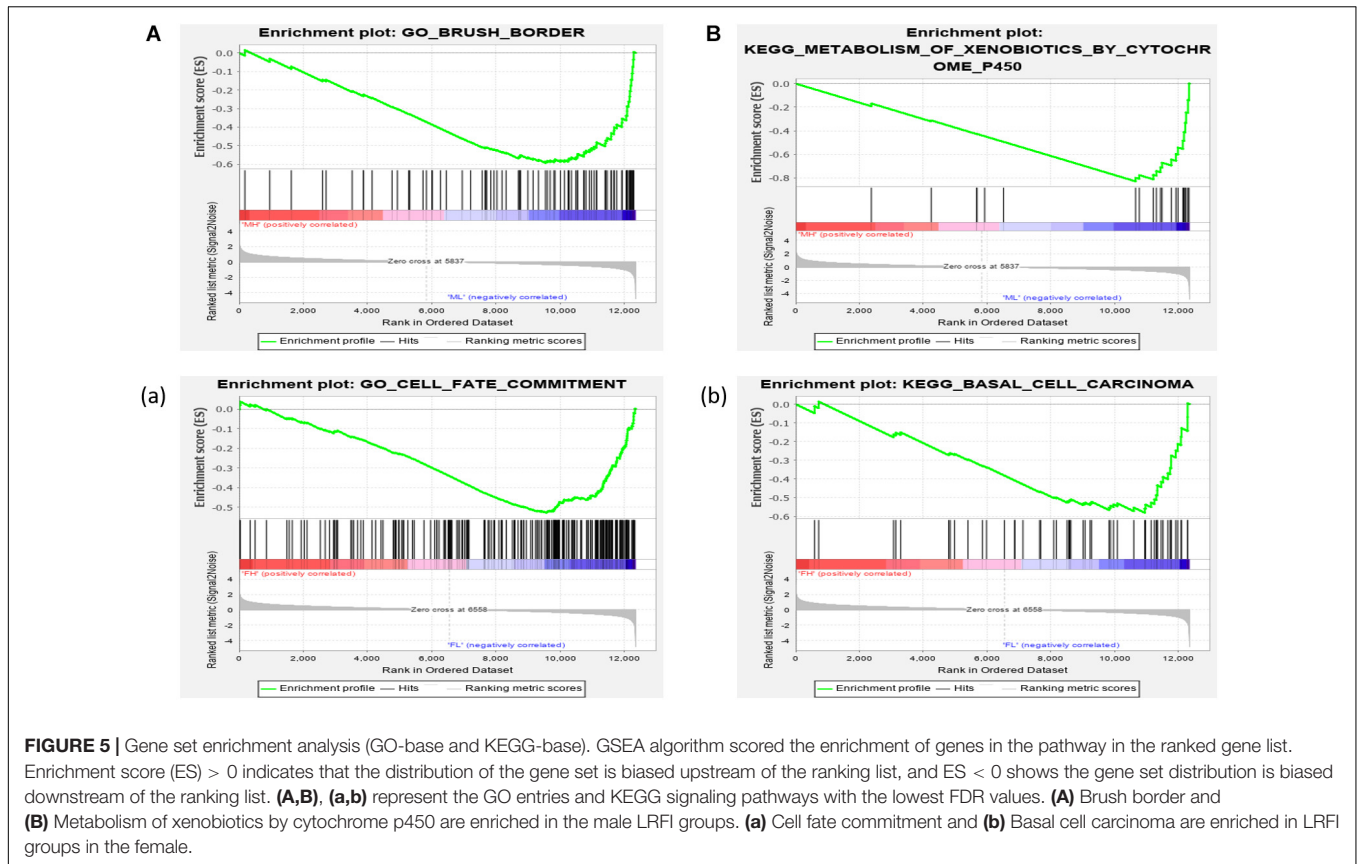 A
Enrichment plot: GO_BRUSH_BORDER
Enrichment score (ES)
0.0
-0.1
-0.2
-0.3
-0.4
-0.5
-0.6
'MH' (positively correlated)
Ranked list metric (Signal2Noise)
4
2
0
-2
-4
Zero cross at 5837
'ML' (negatively correlated)
0 2,000 4,000 6,000 8,000 10,000 12,000
Rank in Ordered Dataset
Enrichment profile Hits Ranking metric scores
B
Enrichment plot:
KEGG_METABOLISM_OF_XENOBIOTICS_BY_CYTOCHR
OME_P450
Enrichment score (ES)
0.0
-0.2
-0.4
-0.6
-0.8
'MH' (positively correlated)
Ranked list metric (Signal2Noise)
4
2
0
-2
-4
Zero cross at 5837
'ML' (negatively correlated)
0 2,000 4,000 6,000 8,000 10,000 12,000
Rank in Ordered Dataset
Enrichment profile Hits Ranking metric scores
(a)
Enrichment plot: GO_CELL_FATE_COMMITMENT
Enrichment score (ES)
0.0
-0.1
-0.2
-0.3
-0.4
-0.5
'FH' (positively correlated)
Ranked list metric (Signal2Noise)
4
2
0
-2
-4
Zero cross at 6558
'FL' (negatively correlated)
0 2,000 4,000 6,000 8,000 10,000 12,000
Rank in Ordered Dataset
Enrichment profile Hits Ranking metric scores
(b)
Enrichment plot: KEGG_BASAL_CELL_CARCINOMA
Enrichment score (ES)
0.0
-0.1
-0.2
-0.3
-0.4
-0.5
-0.6
'FH' (positively correlated)
Ranked list metric (Signal2Noise)
4
2
0
-2
-4
Zero cross at 6558
'FL' (negatively correlated)
0 2,000 4,000 6,000 8,000 10,000 12,000
Rank in Ordered Dataset
Enrichment profile Hits Ranking metric scores
FIGURE 5 | Gene set enrichment analysis (GO-base and KEGG-base). GSEA algorithm scored the enrichment of genes in the pathway in the ranked gene list.
Enrichment score (ES) > 0 indicates that the distribution of the gene set is biased upstream of the ranking list, and ES < 0 shows the gene set distribution is biased
downstream of the ranking list. (A,B), (a,b) represent the GO entries and KEGG signaling pathways with the lowest FDR values. (A) Brush border and
(B) Metabolism of xenobiotics by cytochrome p450 are enriched in the male LRFI groups. (a) Cell fate commitment and (b) Basal cell carcinoma are enriched in LRFI
groups in the female.